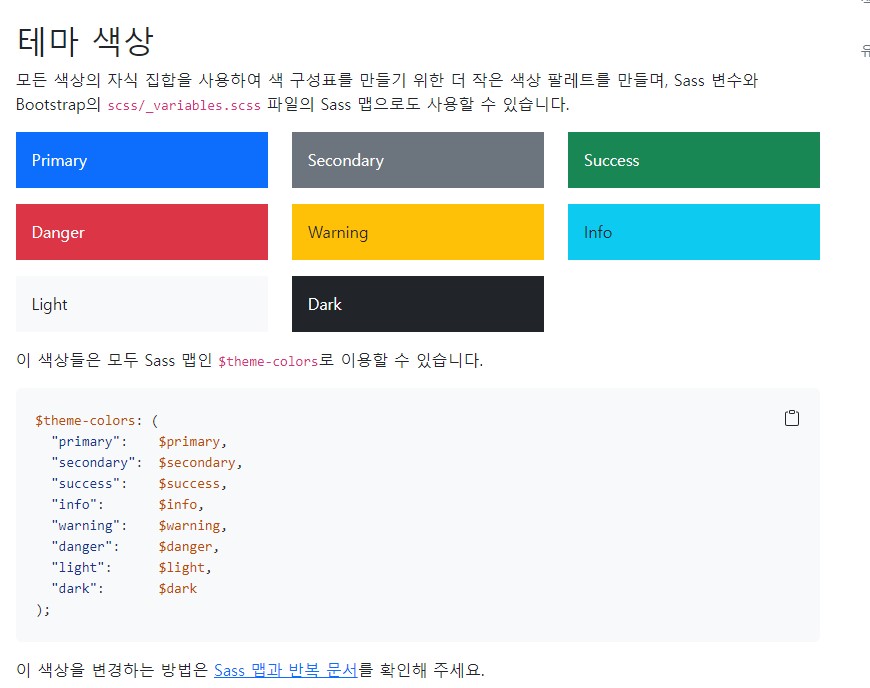 테마 색상
모든 색상의 자식 집합을 사용하여 색 구성표를 만들기 위한 더 작은 색상 팔레트를 만들며, Sass 변수와
Bootstrap의 scss/_variables.scss 파일의 Sass 맵으로도 사용할 수 있습니다.
Primary
Secondary
Success
Danger
Warning
Info
Light
Dark
이 색상들은 모두 Sass 맵인 $theme-colors로 이용할 수 있습니다.
$theme-colors: (
  "primary":    $primary,
  "secondary":  $secondary,
  "success":    $success,
  "info":       $info,
  "warning":    $warning,
  "danger":     $danger,
  "light":      $light,
  "dark":       $dark
);
이 색상을 변경하는 방법은 Sass 맵과 반복 문서를 확인해 주세요.